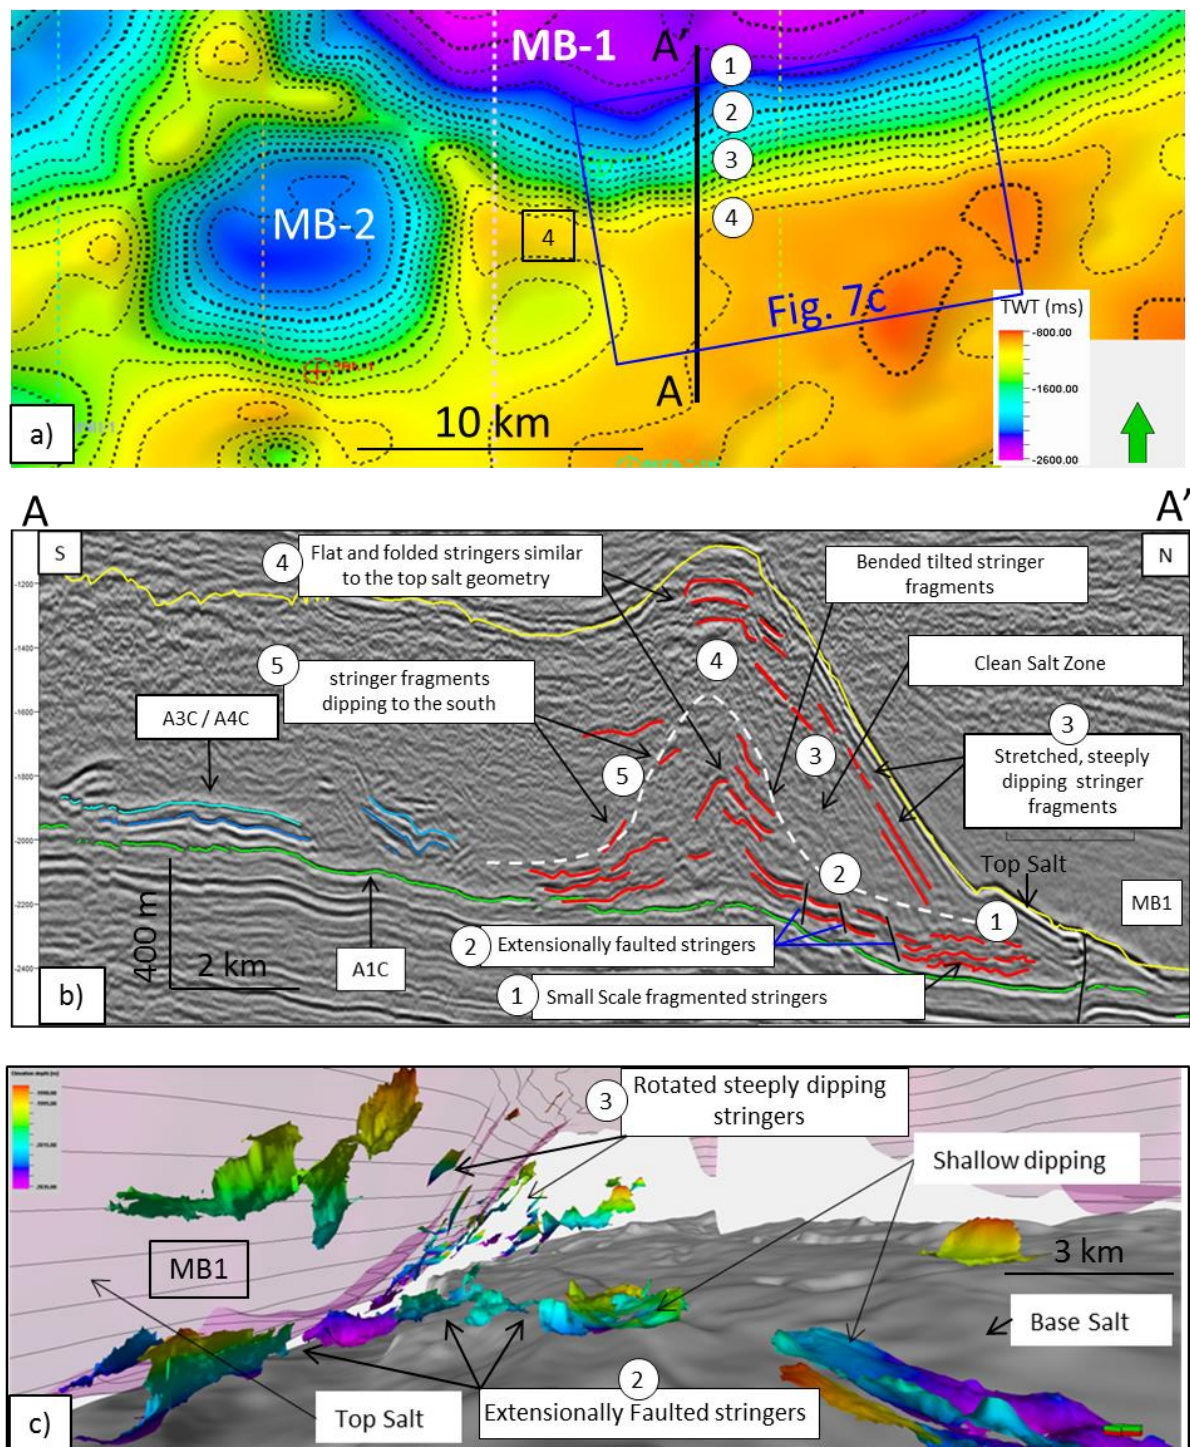 MB-1
A'
1
2
MB-2
3
4
4
Fig. 7c
TWT (ms)
-800.00
-1600.00
-2600.00
A
10 km
a)
A
A'
S
N
4
Flat and folded stringers similar
to the top salt geometry
Bended tilted stringer
fragments
-1200
-1400
5
stringer fragments
dipping to the south
4
Clean Salt Zone
-1600
A3C / A4C
3
3
Stretched, steeply
dipping stringer
fragments
5
-1800
-2000
Top Salt
2
MB1
-2200
1
400 m
2 km
A1C
2
Extensionally faulted stringers
-2400
1
Small Scale fragmented stringers
b)
3
Rotated steeply dipping
stringers
Shallow dipping
MB1
3 km
Base Salt
2
Top Salt
Extensionally Faulted stringers
c)